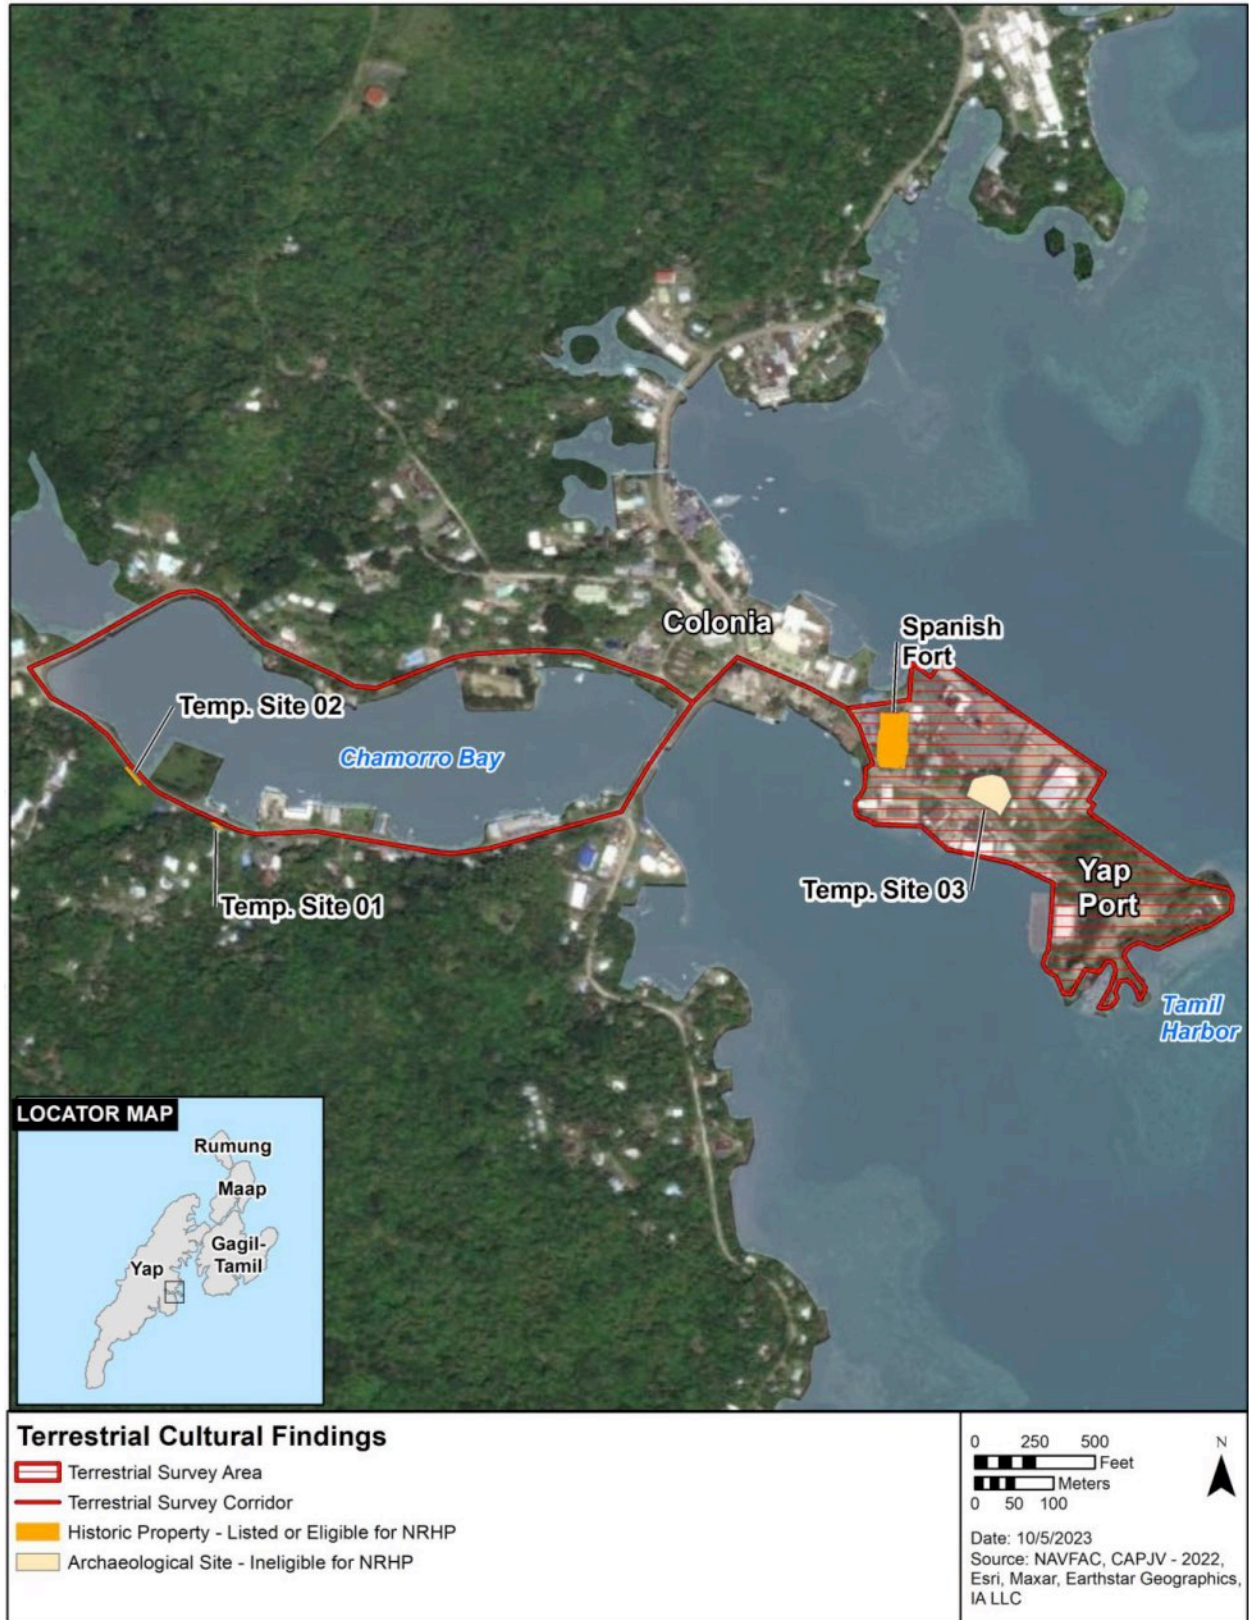 Colonia
Spanish
Fort
Temp. Site 02
Chamorro Bay
Temp. Site 03
Yap
Port
Temp. Site 01
Tamil
Harbor
LOCATOR MAP
Rumung
Maap
Gagil-
Tamil
Yap
Terrestrial Cultural Findings
Terrestrial Survey Area
Terrestrial Survey Corridor
Historic Property - Listed or Eligible for NRHP
Archaeological Site - Ineligible for NRHP
0 250 500
Feet
Meters
0 50 100
N
Date: 10/5/2023
Source: NAVFAC, CAPJV - 2022,
Esri, Maxar, Earthstar Geographics,
IA LLC